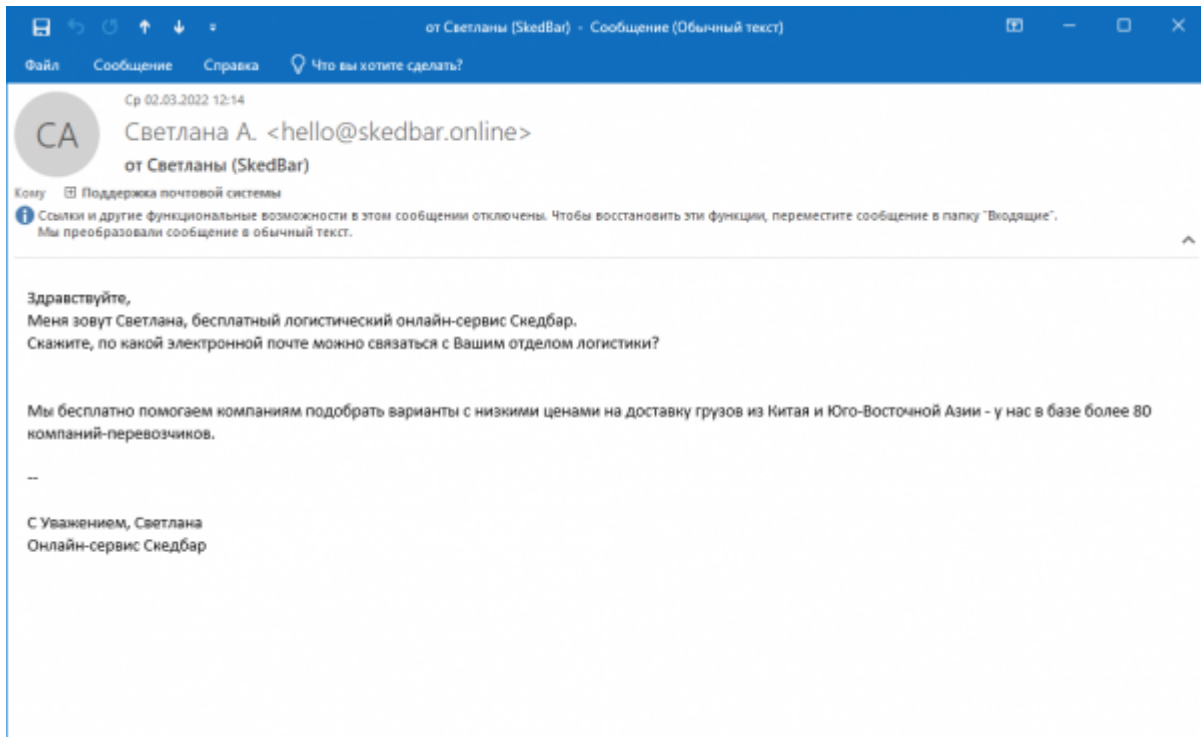 от Светланы (SkedBar) - Сообщение (Обычный текст)
Файл Сообщение Справка Что вы хотите сделать?
Ср 02.03.2022 12:14
СА
Светлана А. <hello@skedbar.online>
от Светланы (SkedBar)
Кому Поддержка почтовой системы
Ссылки и другие функциональные возможности в этом сообщении отключены. Чтобы восстановить эти функции, переместите сообщение в папку "Входящие".
Мы преобразовали сообщение в обычный текст.
Здравствуйте,
Меня зовут Светлана, бесплатный логистический онлайн-сервис Скедбар.
Скажите, по какой электронной почте можно связаться с Вашим отделом логистики?
Мы бесплатно помогаем компаниям подобрать варианты с низкими ценами на доставку грузов из Китая и Юго-Восточной Азии - у нас в базе более 80
компаний-перевозчиков.
--
С Уважением, Светлана
Онлайн-сервис Скедбар